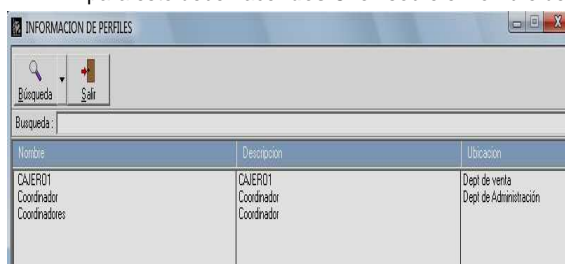 INFORMACION DE PERFILES
Búsqueda Salir
Busqueda :
Nombre Descripcion Ubicacion
CAJERO1 CAJERO1 Dept de venta
Coordinador Coordinador Dept de Administración
Coordinadores Coordinador